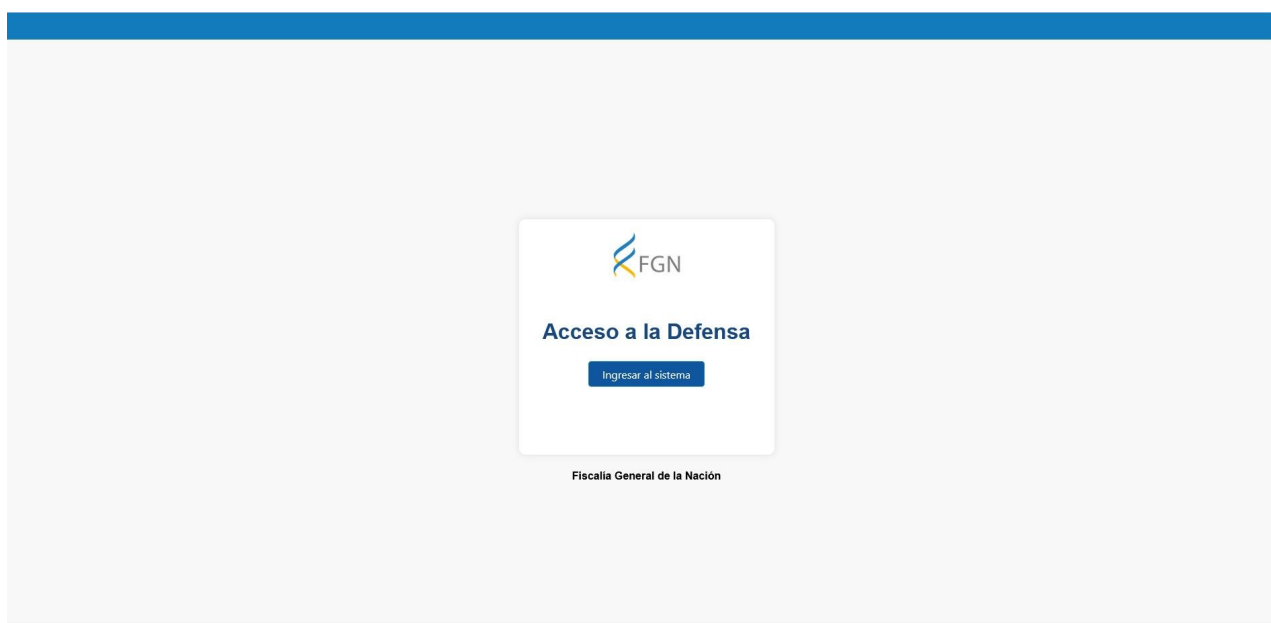 FGN
Acceso a la Defensa
Ingresar al sistema
Fiscalía General de la Nación